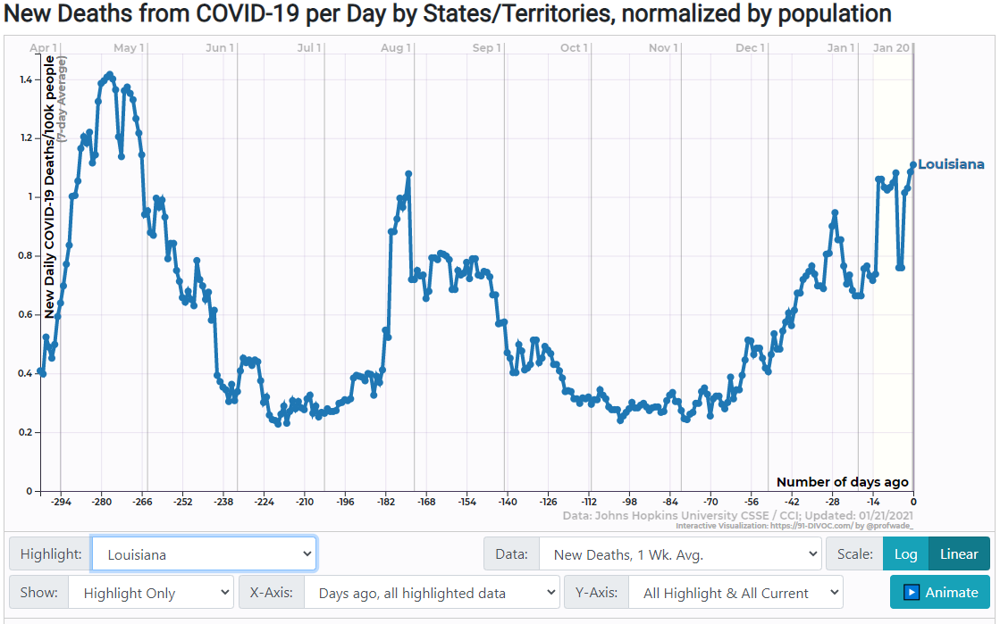 New Deaths from COVID-19 per Day by States/Territories, normalized by population
Apr 1 May 1 Jun 1 Jul 1 Aug 1 Sep 1 Oct 1 Nov 1 Dec 1 Jan 1 Jan 20
New Daily COVID-19 Deaths/100k people
(7-day Average)
1.4
1.2
1
0.8
0.6
0.4
0.2
0
Louisiana
Number of days ago
-294 -280 -266 -252 -238 -224 -210 -196 -182 -168 -154 -140 -126 -112 -98 -84 -70 -56 -42 -28 -14 0
Data: Johns Hopkins University CSSE / CCI; Updated: 01/21/2021
Interactive Visualization: https://91-DIVOC.com/ by @profwade_
Highlight: Louisiana Data: New Deaths, 1 Wk. Avg. Scale: Log Linear
Show: Highlight Only X-Axis: Days ago, all highlighted data Y-Axis: All Highlight & All Current Animate